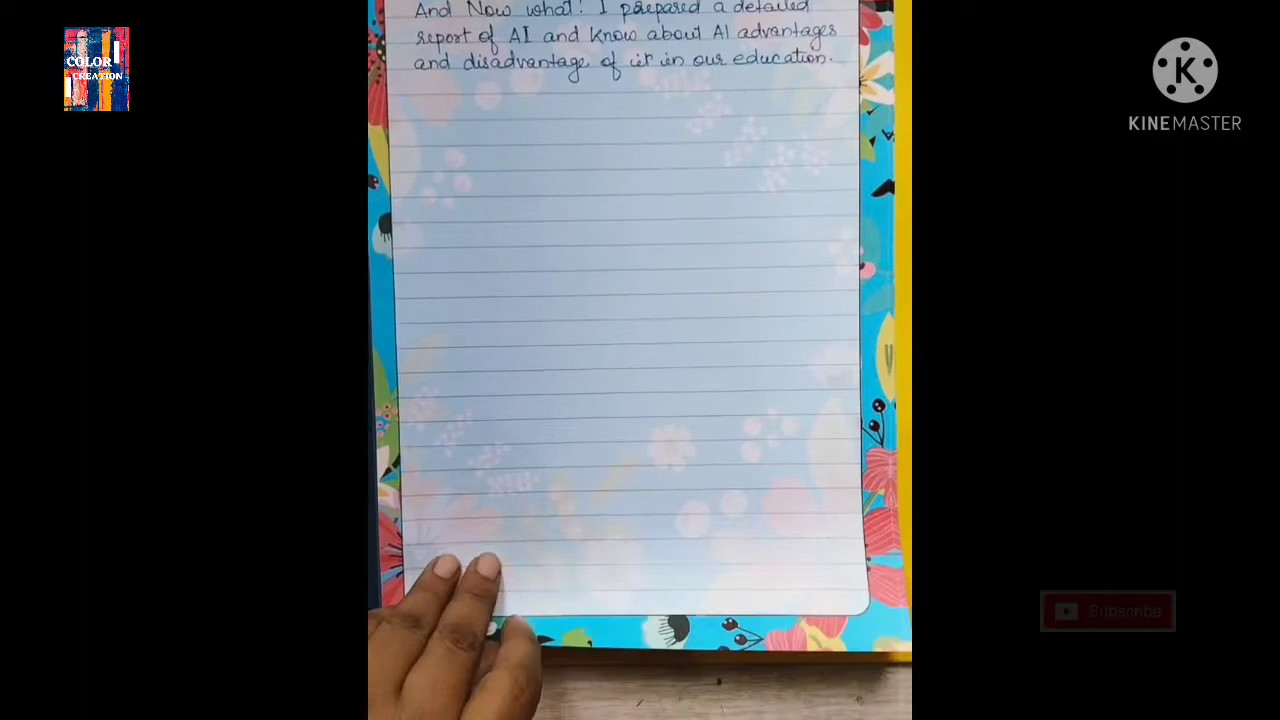 And Now what! I prepared a detailed
report of AI and know about AI advantages
and disadvantage of it in our education.
COLOR
CREATION
K
KINEMASTER
Subscribe